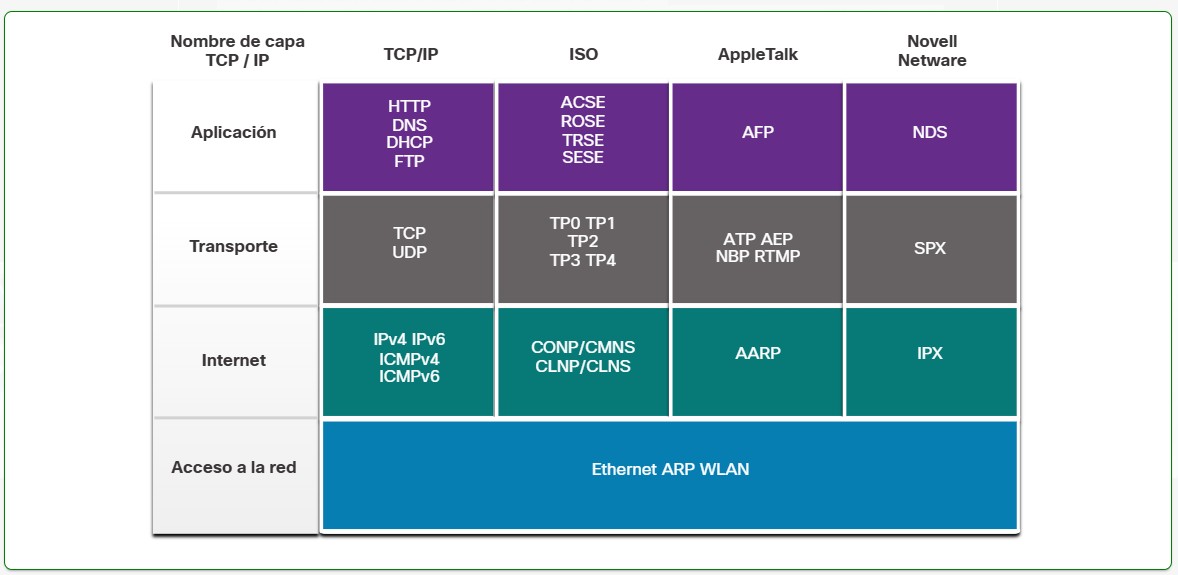 Nombre de capa
TCP / IP
TCP/IP
ISO
AppleTalk
Novell
Netware
Aplicación
HTTP
DNS
DHCP
FTP
ACSE
ROSE
TRSE
SESE
AFP
NDS
Transporte
TCP
UDP
TP0 TP1
TP2
TP3 TP4
ATP AEP
NBP RTMP
SPX
Internet
IPv4 IPv6
ICMPv4
ICMPv6
CONP/CMNS
CLNP/CLNS
AARP
IPX
Acceso a la red
Ethernet ARP WLAN